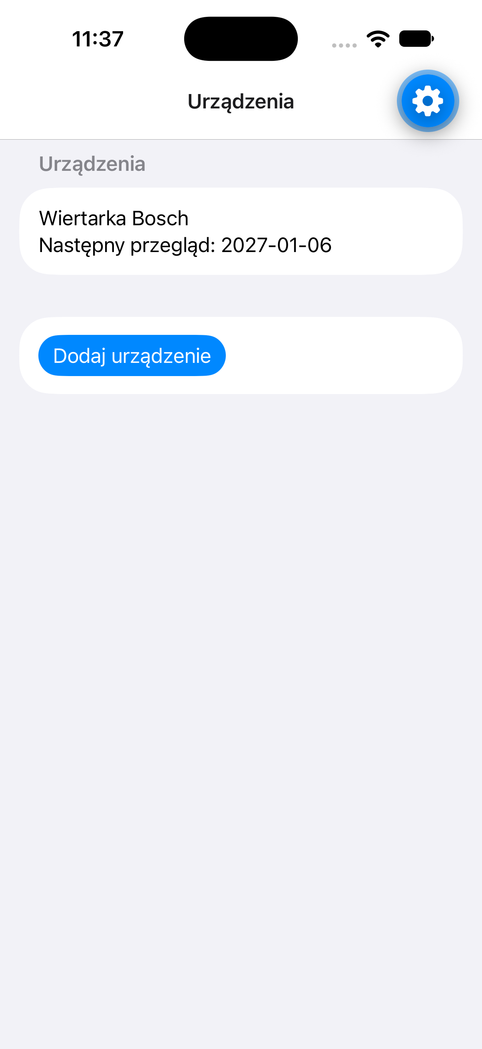 11:37
Urządzenia
Urządzenia
Wiertarka Bosch
Następny przegląd: 2027-01-06
Dodaj urządzenie